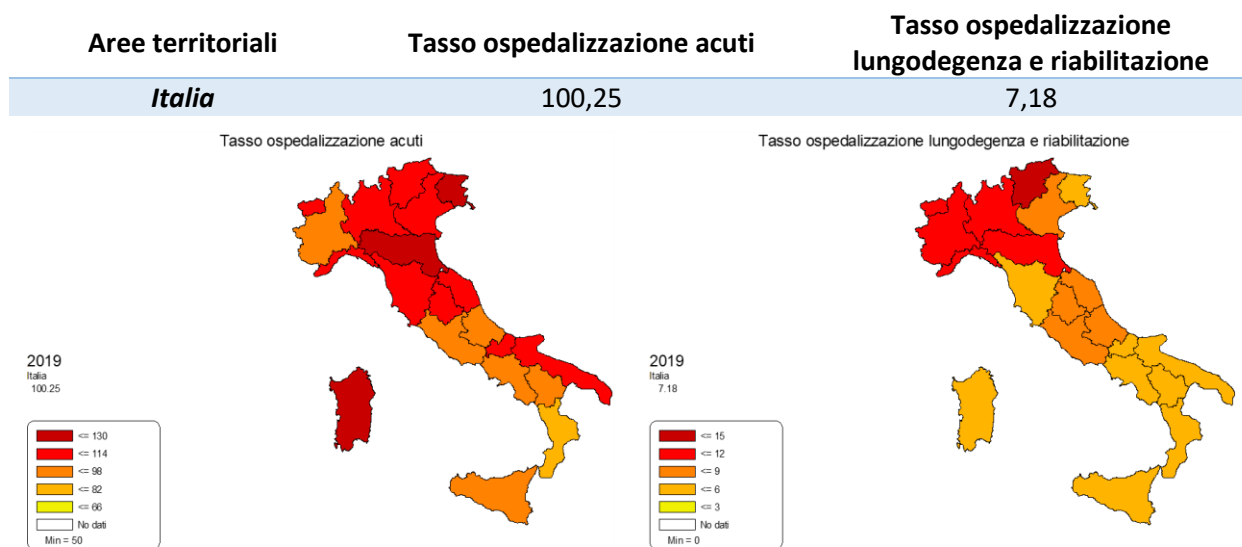 Aree territoriali Tasso ospedalizzazione acuti Tasso ospedalizzazione
lungodegenza e riabilitazione
Italia 100,25 7,18
Tasso ospedalizzazione acuti
2019
Italia
100.25
<= 130
<= 114
<= 98
<= 82
<= 66
No dati
Min = 50
Tasso ospedalizzazione lungodegenza e riabilitazione
2019
Italia
7.18
<= 15
<= 12
<= 9
<= 6
<= 3
No dati
Min = 0